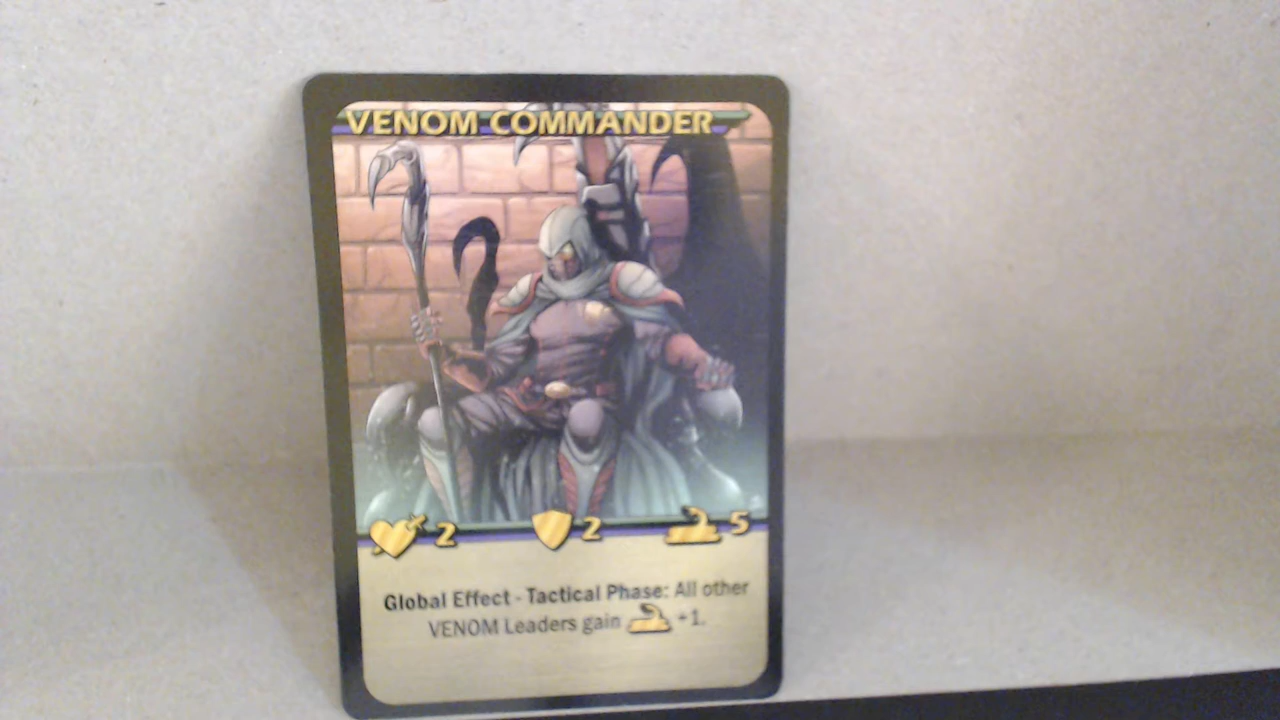 VENOM COMMANDER
2 2 5
Global Effect - Tactical Phase: All other
VENOM Leaders gain +1.